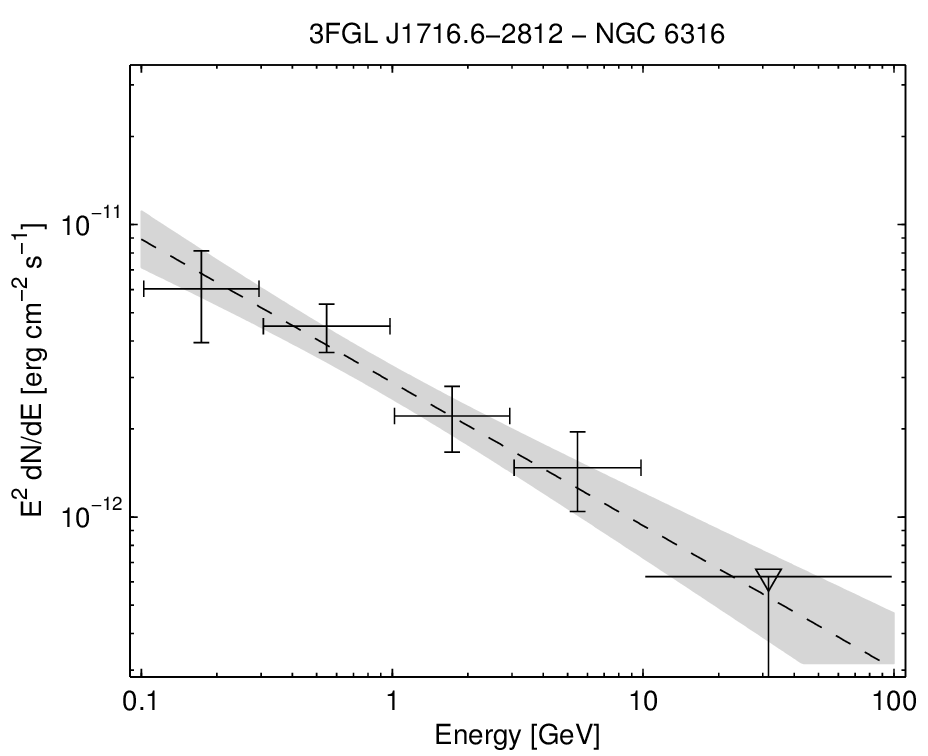 3FGL J1716.6−2812 − NGC 6316
E² dN/dE [erg cm⁻² s⁻¹]
10⁻¹¹
10⁻¹²
0.1 1 10 100
Energy [GeV]